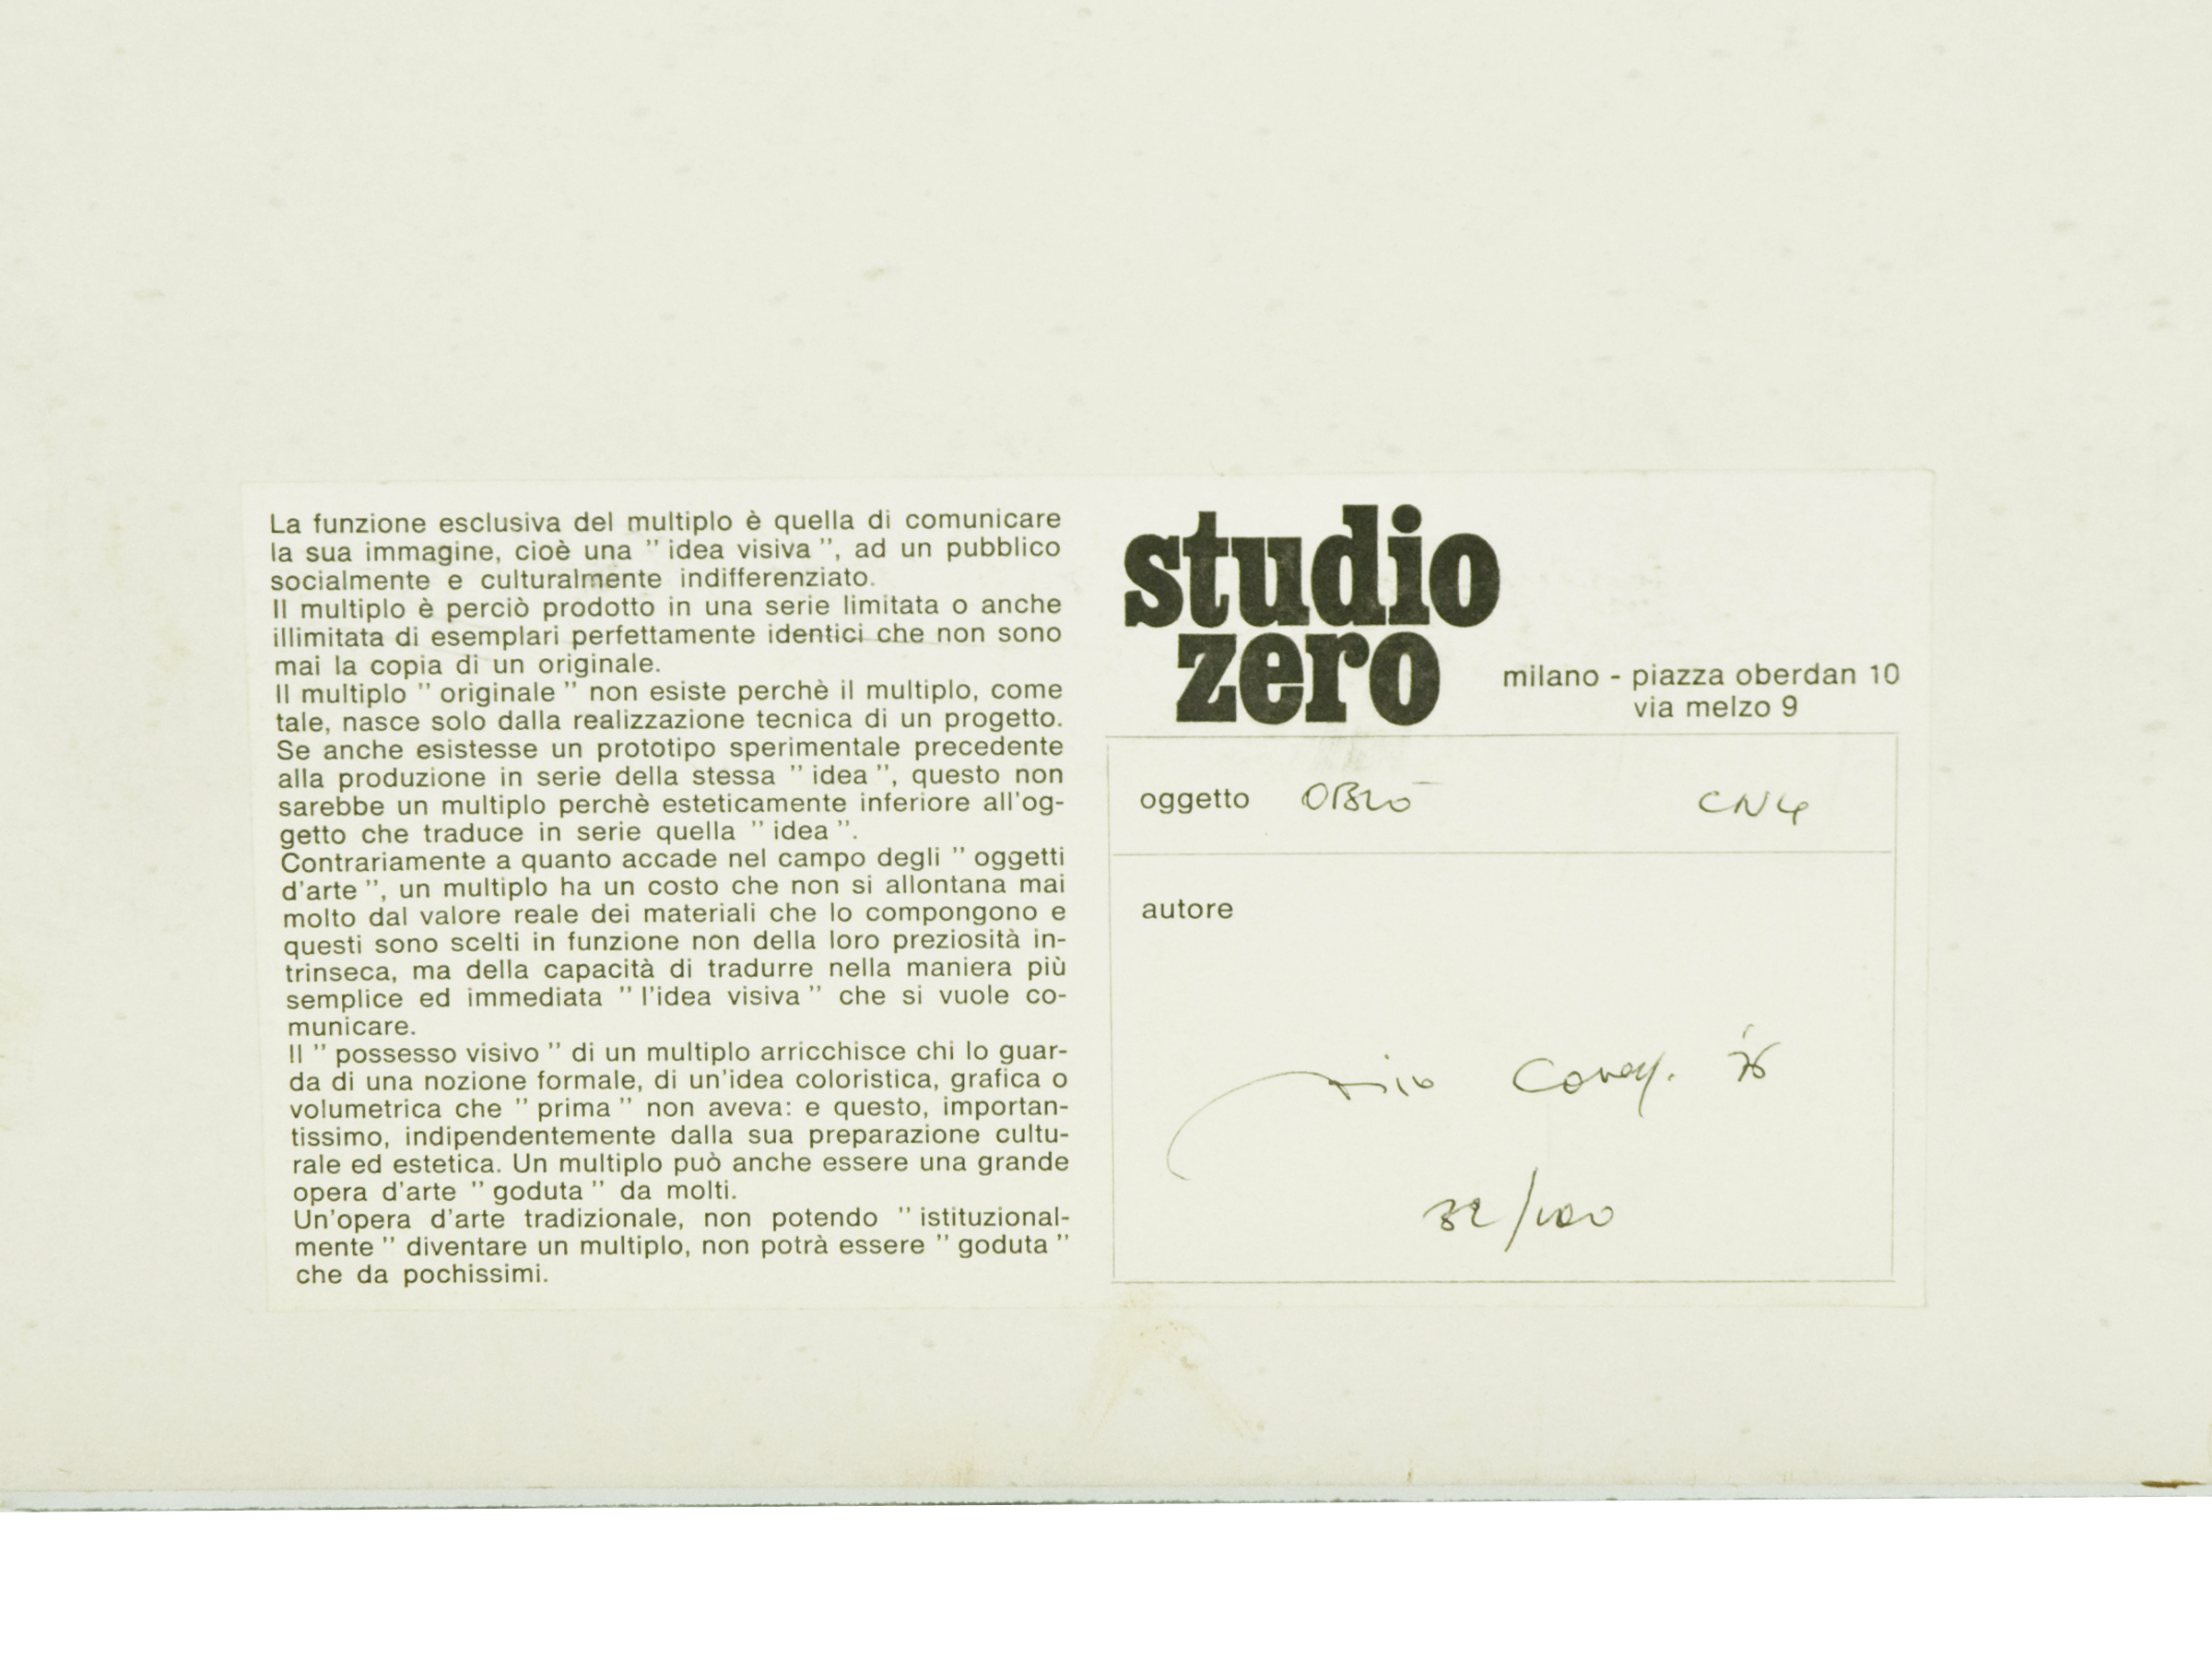 La funzione esclusiva del multiplo è quella di comunicare
la sua immagine, cioè una " idea visiva ", ad un pubblico
socialmente e culturalmente indifferenziato.
Il multiplo è perciò prodotto in una serie limitata o anche
illimitata di esemplari perfettamente identici che non sono
mai la copia di un originale.
Il multiplo " originale " non esiste perchè il multiplo, come
tale, nasce solo dalla realizzazione tecnica di un progetto.
Se anche esistesse un prototipo sperimentale precedente
alla produzione in serie della stessa " idea ", questo non
sarebbe un multiplo perchè esteticamente inferiore all'og-
getto che traduce in serie quella " idea ".
Contrariamente a quanto accade nel campo degli " oggetti
d'arte ", un multiplo ha un costo che non si allontana mai
molto dal valore reale dei materiali che lo compongono e
questi sono scelti in funzione non della loro preziosità in-
trinseca, ma della capacità di tradurre nella maniera più
semplice ed immediata " l'idea visiva " che si vuole co-
municare.
Il " possesso visivo " di un multiplo arricchisce chi lo guar-
da di una nozione formale, di un'idea coloristica, grafica o
volumetrica che " prima " non aveva: e questo, importan-
tissimo, indipendentemente dalla sua preparazione cultu-
rale ed estetica. Un multiplo può anche essere una grande
opera d'arte " goduta " da molti.
Un'opera d'arte tradizionale, non potendo " istituzional-
mente " diventare un multiplo, non potrà essere " goduta "
che da pochissimi.
studio
zero
milano - piazza oberdan 10
via melzo 9
oggetto OBLÒ CN4
autore
32/100